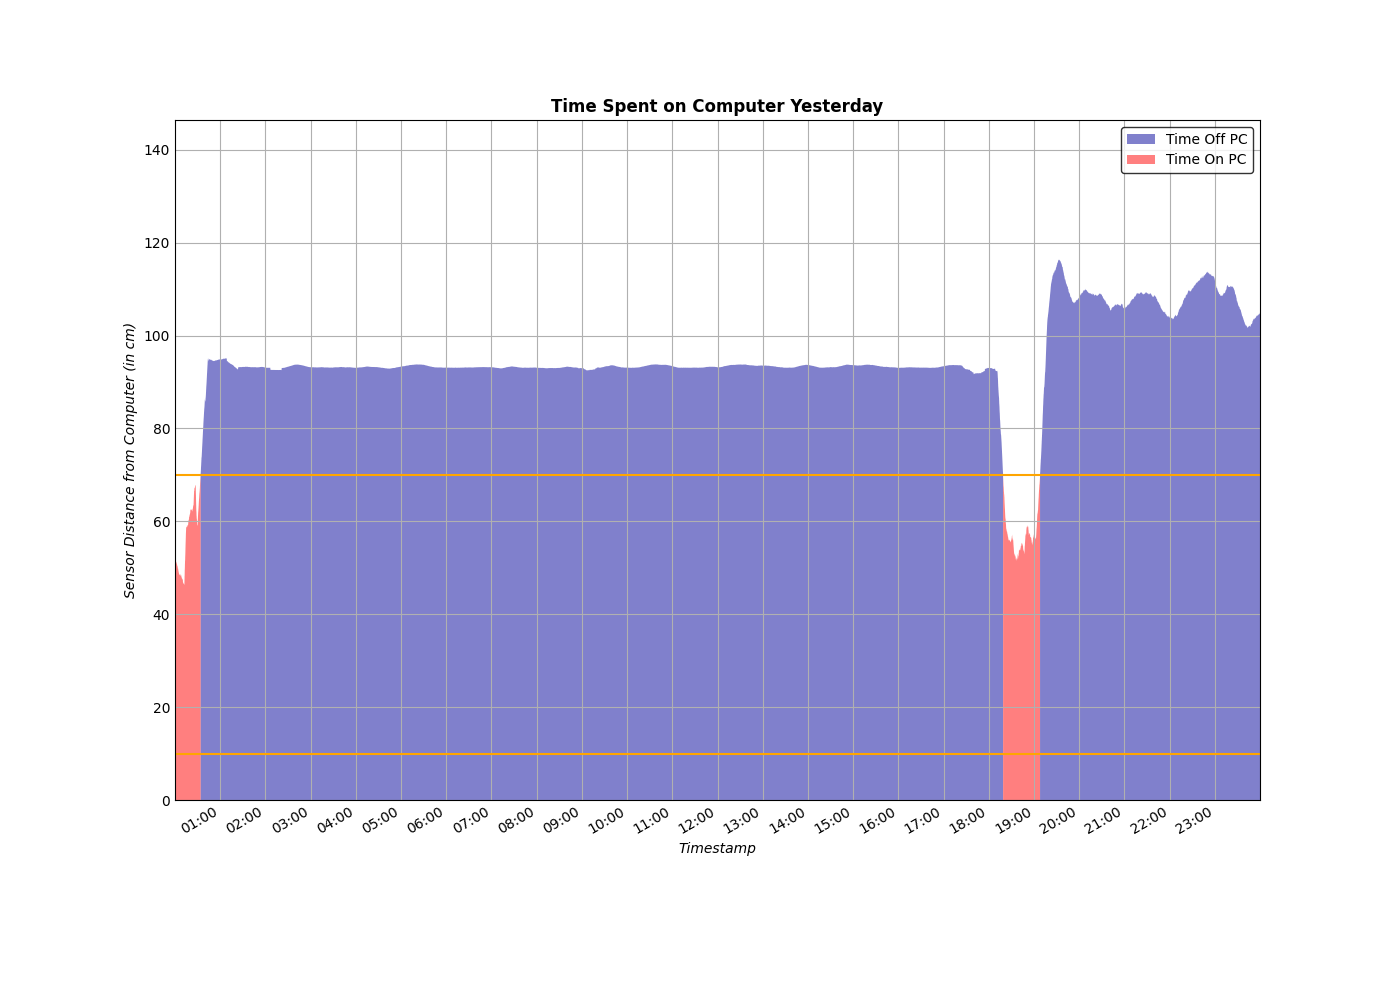 Time Spent on Computer Yesterday
Time Off PC
Time On PC
Sensor Distance from Computer (in cm)
140
120
100
80
60
40
20
0
01:00 02:00 03:00 04:00 05:00 06:00 07:00 08:00 09:00 10:00 11:00 12:00 13:00 14:00 15:00 16:00 17:00 18:00 19:00 20:00 21:00 22:00 23:00
Timestamp